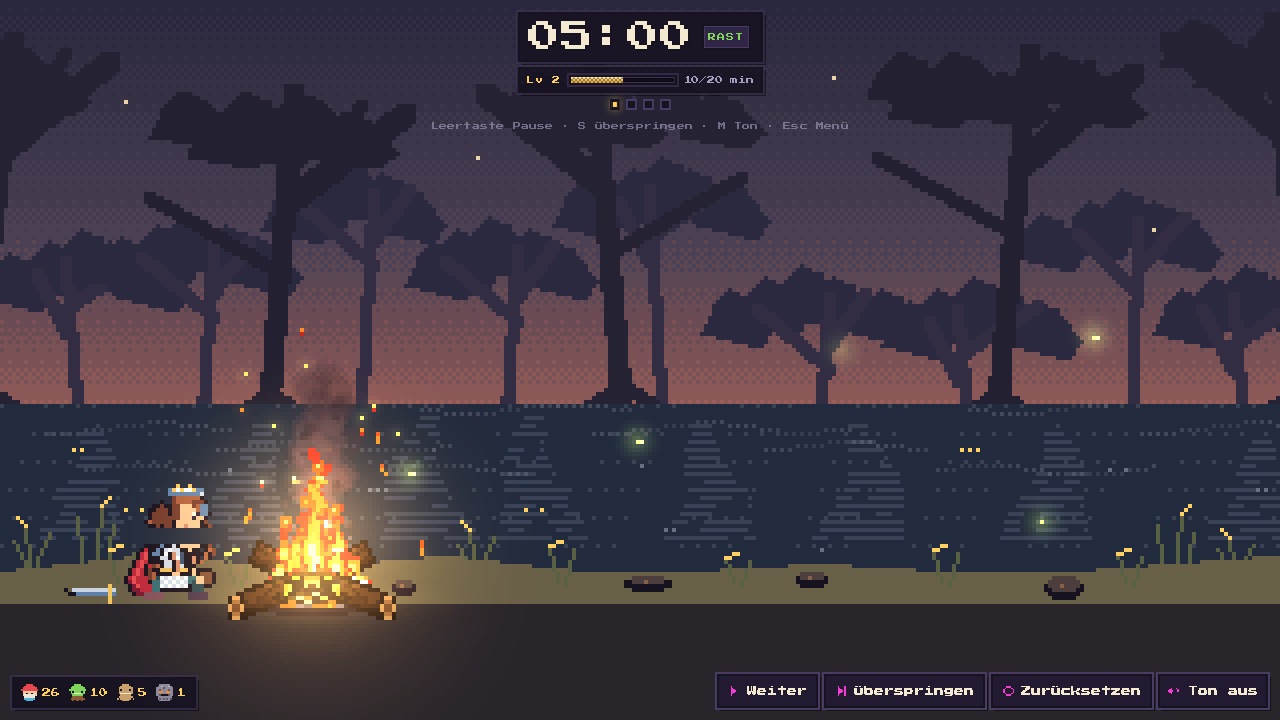 05:00 RAST
Lv 2 10/20 min
Leertaste Pause · S überspringen · M Ton · Esc Menü
26 10 5 1
Weiter überspringen Zurücksetzen Ton aus